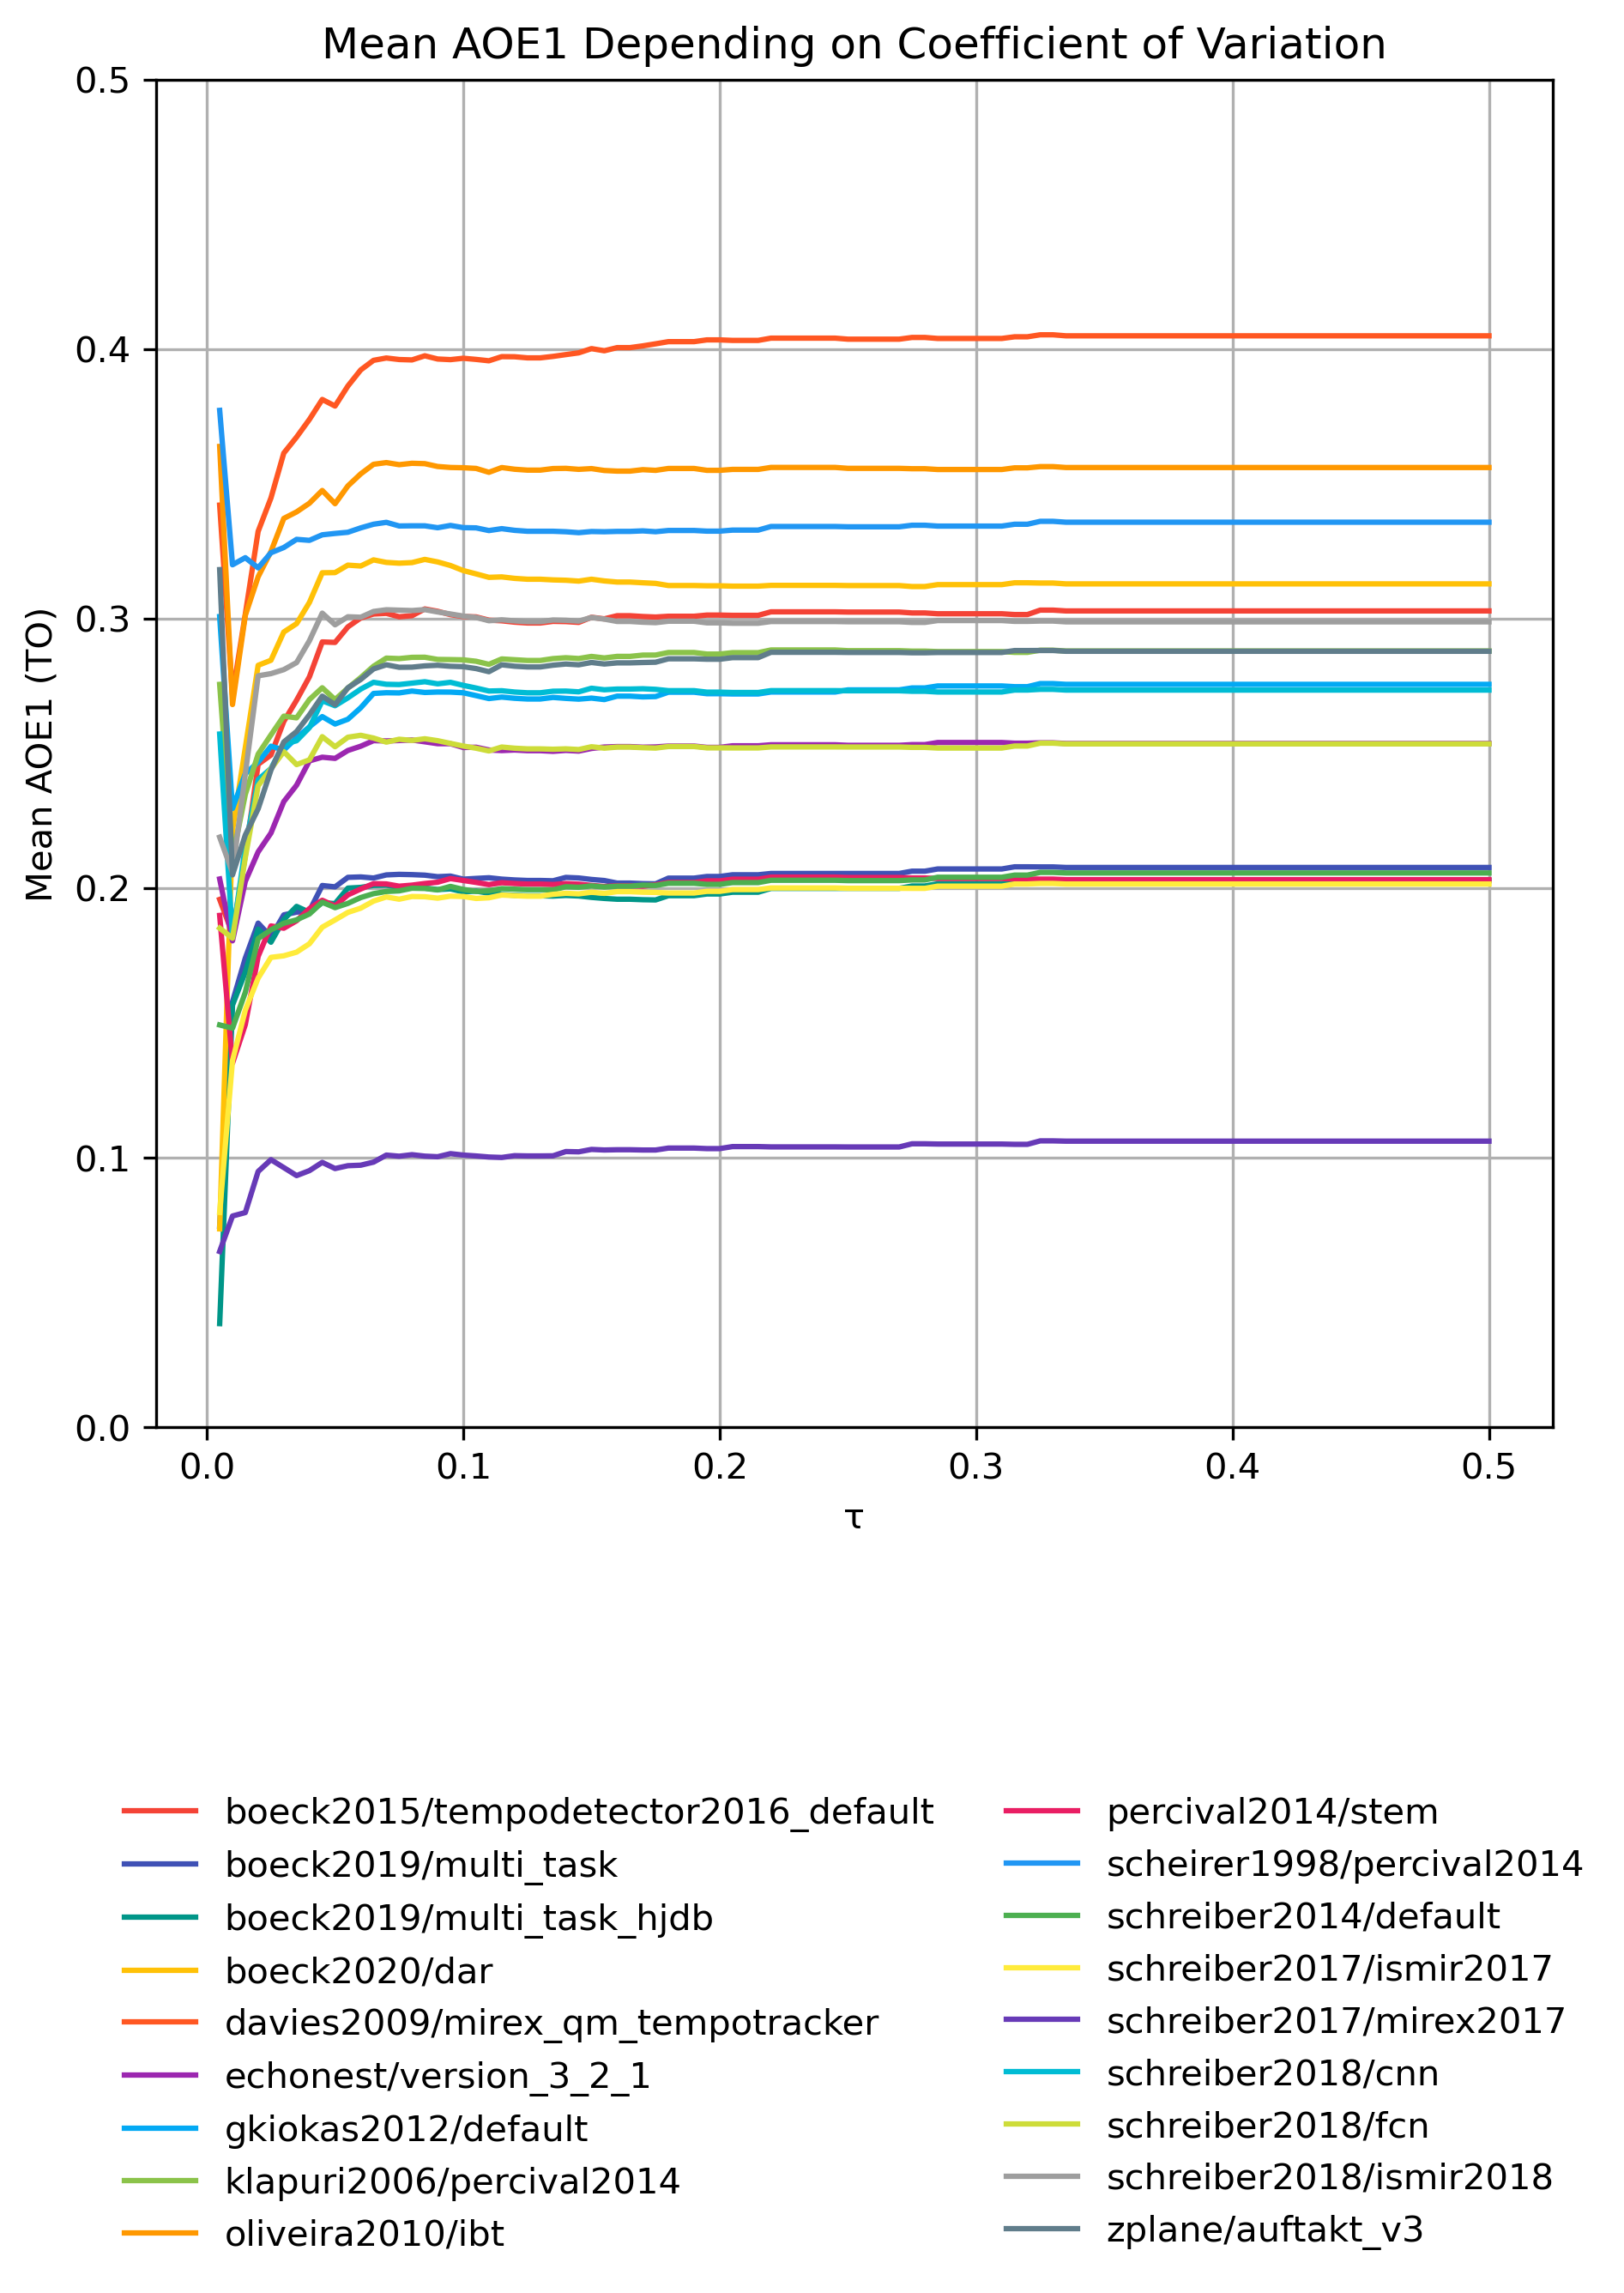 Mean AOE1 Depending on Coefficient of Variation
0.5
0.4
0.3
0.2
0.1
0.0
Mean AOE1 (TO)
0.0 0.1 0.2 0.3 0.4 0.5
τ
boeck2015/tempodetector2016_default
boeck2019/multi_task
boeck2019/multi_task_hjdb
boeck2020/dar
davies2009/mirex_qm_tempotracker
echonest/version_3_2_1
gkiokas2012/default
klapuri2006/percival2014
oliveira2010/ibt
percival2014/stem
scheirer1998/percival2014
schreiber2014/default
schreiber2017/ismir2017
schreiber2017/mirex2017
schreiber2018/cnn
schreiber2018/fcn
schreiber2018/ismir2018
zplane/auftakt_v3